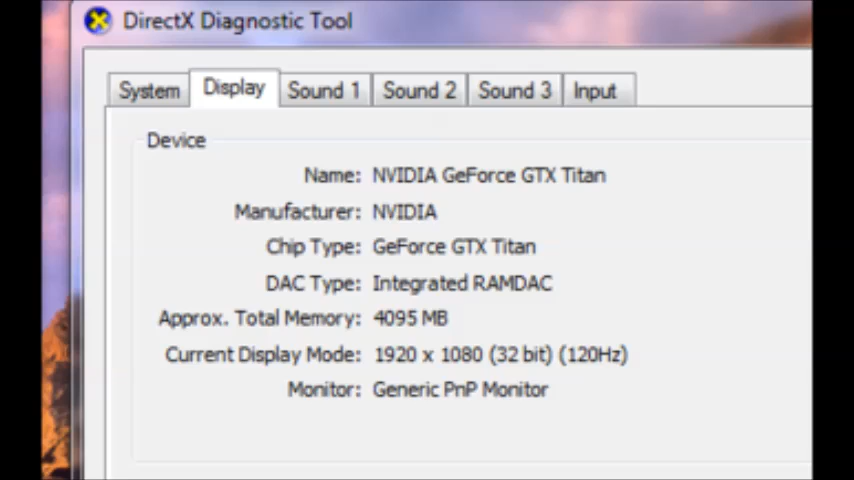 DirectX Diagnostic Tool
System Display Sound 1 Sound 2 Sound 3 Input
Device
Name: NVIDIA GeForce GTX Titan
Manufacturer: NVIDIA
Chip Type: GeForce GTX Titan
DAC Type: Integrated RAMDAC
Approx. Total Memory: 4095 MB
Current Display Mode: 1920 x 1080 (32 bit) (120Hz)
Monitor: Generic PnP Monitor